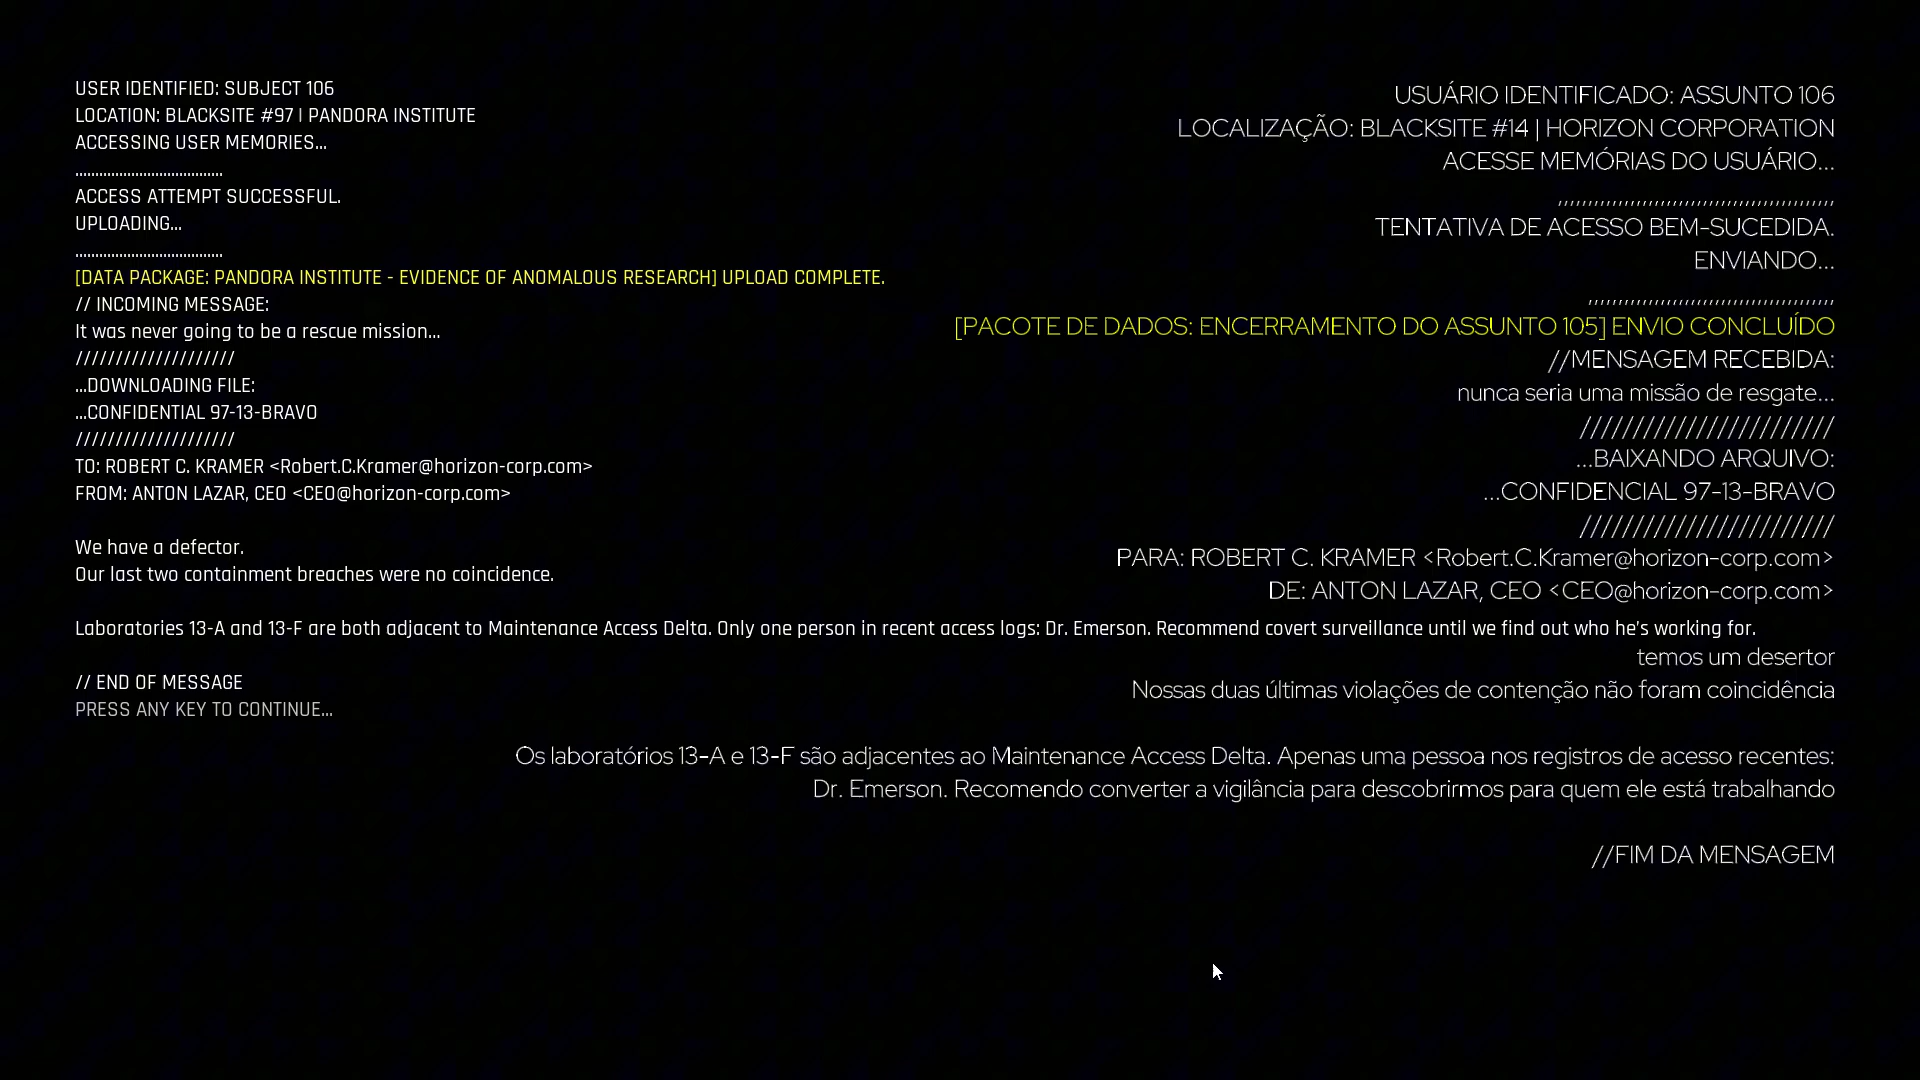 USER IDENTIFIED: SUBJECT 106
LOCATION: BLACKSITE #97 | PANDORA INSTITUTE
ACCESSING USER MEMORIES...
.....................................
ACCESS ATTEMPT SUCCESSFUL.
UPLOADING...
.....................................
[DATA PACKAGE: PANDORA INSTITUTE - EVIDENCE OF ANOMALOUS RESEARCH] UPLOAD COMPLETE.
// INCOMING MESSAGE:
It was never going to be a rescue mission...
////////////////////
...DOWNLOADING FILE:
...CONFIDENTIAL 97-13-BRAVO
////////////////////
TO: ROBERT C. KRAMER <Robert.C.Kramer@horizon-corp.com>
FROM: ANTON LAZAR, CEO <CEO@horizon-corp.com>
We have a defector.
Our last two containment breaches were no coincidence.
Laboratories 13-A and 13-F are both adjacent to Maintenance Access Delta. Only one person in recent access logs: Dr. Emerson. Recommend covert surveillance until we find out who he's working for.
// END OF MESSAGE
PRESS ANY KEY TO CONTINUE...
USUÁRIO IDENTIFICADO: ASSUNTO 106
LOCALIZAÇÃO: BLACKSITE #14 | HORIZON CORPORATION
ACESSE MEMÓRIAS DO USUÁRIO...
,,,,,,,,,,,,,,,,,,,,,,,,,,,,,,,,,,,,,,,,,,,,,,
TENTATIVA DE ACESSO BEM-SUCEDIDA.
ENVIANDO...
,,,,,,,,,,,,,,,,,,,,,,,,,,,,,,,,,,,,,,,,,
[PACOTE DE DADOS: ENCERRAMENTO DO ASSUNTO 105] ENVIO CONCLUÍDO
//MENSAGEM RECEBIDA:
nunca seria uma missão de resgate...
////////////////////////
...BAIXANDO ARQUIVO:
...CONFIDENCIAL 97-13-BRAVO
////////////////////////
PARA: ROBERT C. KRAMER <Robert.C.Kramer@horizon-corp.com>
DE: ANTON LAZAR, CEO <CEO@horizon-corp.com>
temos um desertor
Nossas duas últimas violações de contenção não foram coincidência
Os laboratórios 13-A e 13-F são adjacentes ao Maintenance Access Delta. Apenas uma pessoa nos registros de acesso recentes:
Dr. Emerson. Recomendo converter a vigilância para descobrirmos para quem ele está trabalhando
//FIM DA MENSAGEM